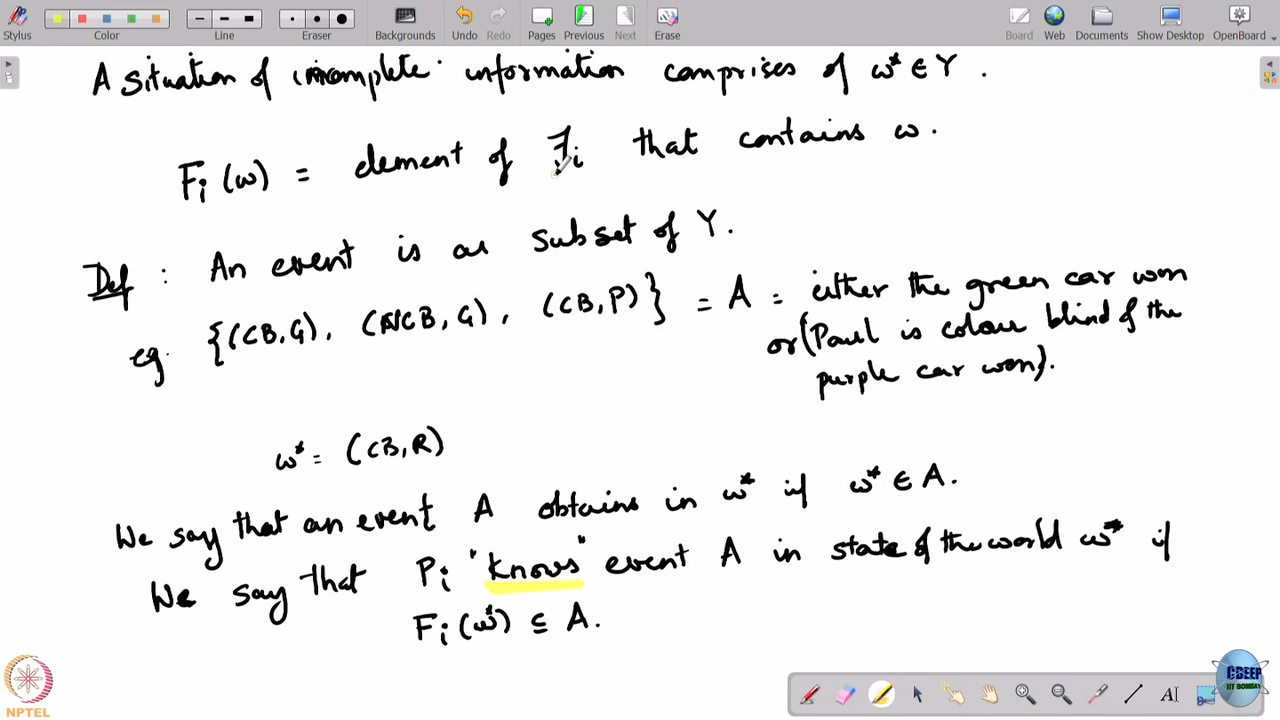 Stylus Color Line Eraser Backgrounds Undo Redo Pages Previous Next Erase Board Web Documents Show Desktop OpenBoard
A situation of incomplete information comprises of ω* ∈ Y.
Fi(ω) = element of ℱi that contains ω.
Def : An event is as subset of Y.
eg. {(CB,G), (NCB,G), (CB,P)} = A = either the green car won
or (Paul is colour blind & the
purple car won).
ω* = (CB,R)
We say that an event A obtains in ω* if ω* ∈ A.
We say that Pi "knows" event A in state of the world ω* if
Fi(ω*) ⊆ A.
NPTEL
CDEEP
IIT BOMBAY